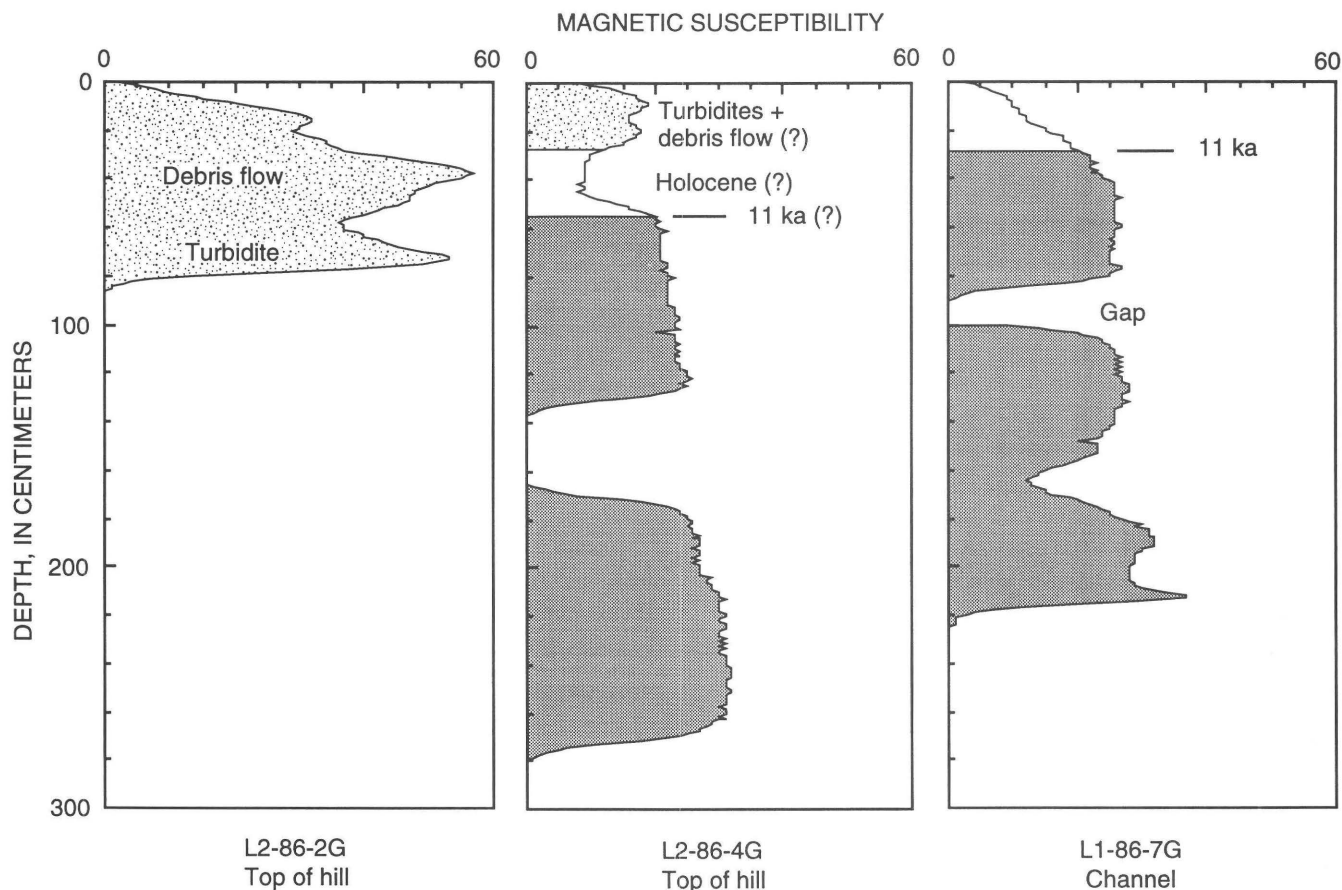 MAGNETIC SUSCEPTIBILITY
0 60 0 60 0 60
0
100
200
300
DEPTH, IN CENTIMETERS
Debris flow
Turbidite
Turbidites +
debris flow (?)
Holocene (?)
11 ka (?)
11 ka
Gap
L2-86-2G
Top of hill
L2-86-4G
Top of hill
L1-86-7G
Channel